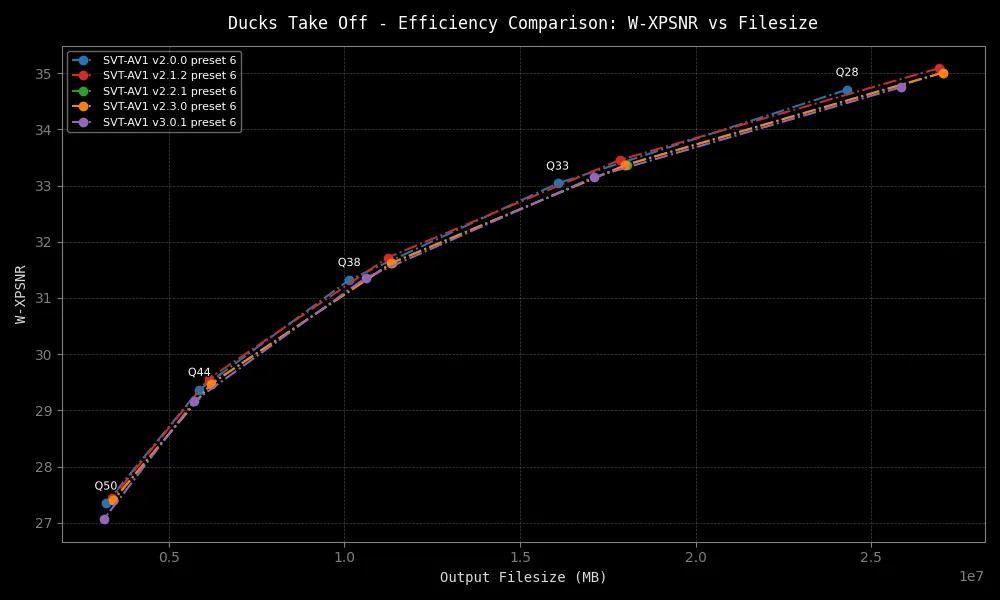 Ducks Take Off - Efficiency Comparison: W-XPSNR vs Filesize
SVT-AV1 v2.0.0 preset 6
SVT-AV1 v2.1.2 preset 6
SVT-AV1 v2.2.1 preset 6
SVT-AV1 v2.3.0 preset 6
SVT-AV1 v3.0.1 preset 6
Q28
Q33
Q38
Q44
Q50
W-XPSNR
35
34
33
32
31
30
29
28
27
0.5 1.0 1.5 2.0 2.5
1e7
Output Filesize (MB)